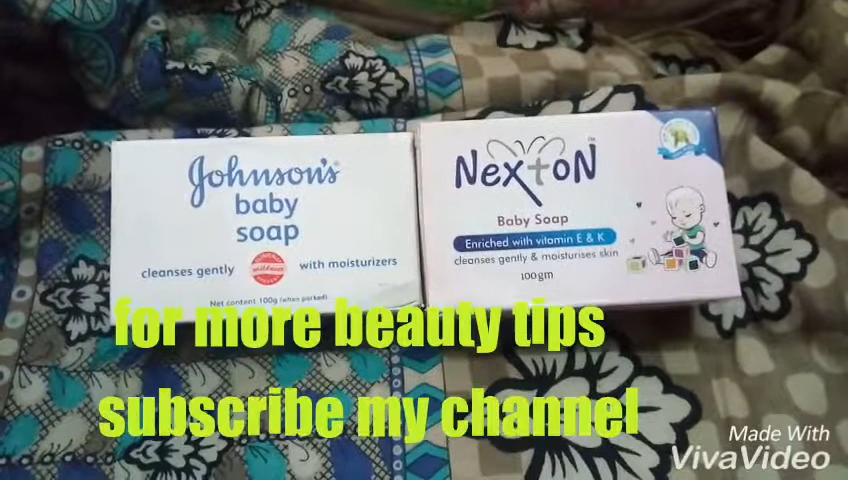 Johnson's®
baby
soap
cleanses gently
with moisturizers
Net content 100g (when packed)
NexTon™
Baby Soap
Enriched with vitamin E & K
cleanses gently & moisturises skin
100gm
for more beauty tips
subscribe my channel
Made With
VivaVideo